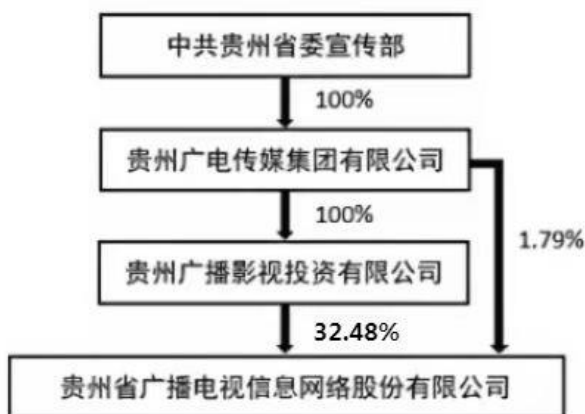 中共贵州省委宣传部
100%
贵州广电传媒集团有限公司
100%
1.79%
贵州广播影视投资有限公司
32.48%
贵州省广播电视信息网络股份有限公司